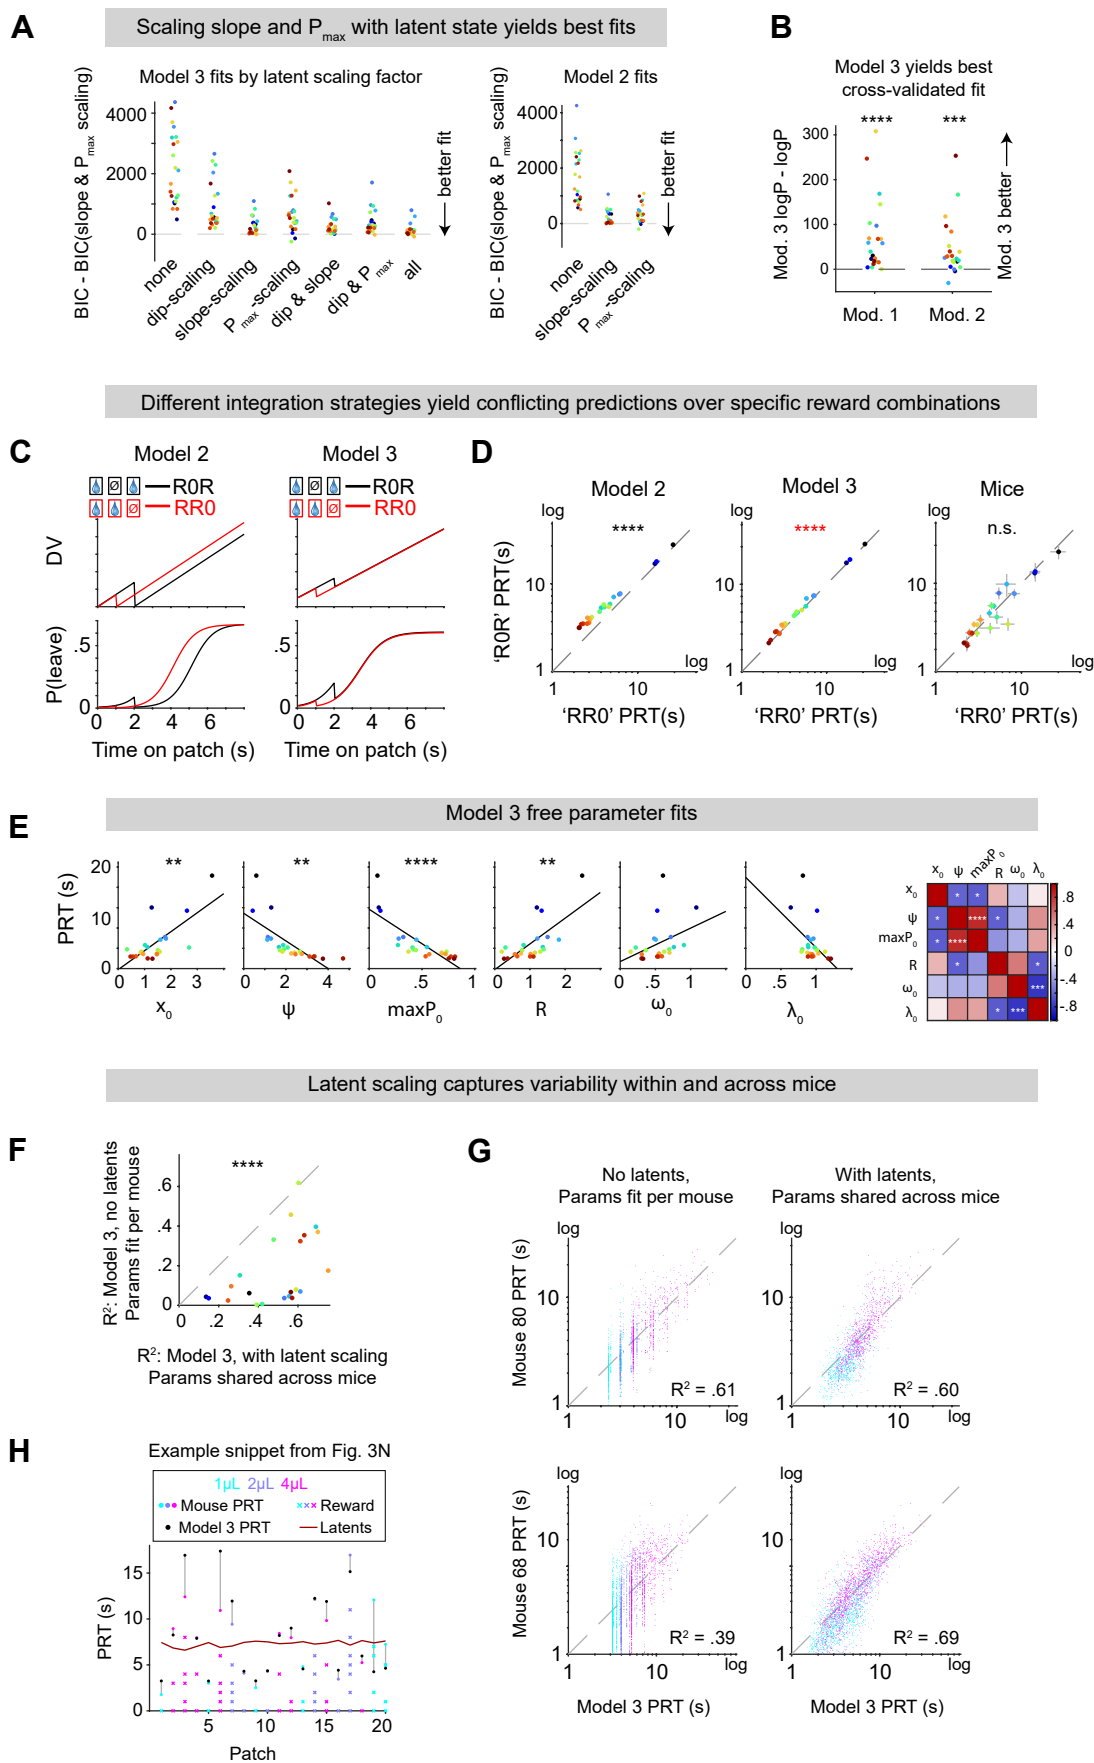 A
Scaling slope and Pmax with latent state yields best fits
Model 3 fits by latent scaling factor
BIC - BIC(slope & Pmax scaling)
4000
2000
0
none
dip-scaling
slope-scaling
Pmax-scaling
dip & slope
dip & Pmax
all
better fit
Model 2 fits
BIC - BIC(slope & Pmax scaling)
4000
2000
0
none
slope-scaling
Pmax-scaling
better fit
B
Model 3 yields best
cross-validated fit
**** ***
Mod. 3 logP - logP
300
200
100
0
Mod. 1 Mod. 2
Mod. 3 better
Different integration strategies yield conflicting predictions over specific reward combinations
C
Model 2
Ø R0R
Ø RR0
Model 3
Ø R0R
Ø RR0
DV
P(leave)
.5
0
0 2 4 6
Time on patch (s)
.5
0
0 2 4 6
Time on patch (s)
D
Model 2
log
****
'R0R' PRT(s)
10
1
log
1 10
'RR0' PRT(s)
Model 3
log
****
10
1
log
1 10
'RR0' PRT(s)
Mice
log
n.s.
10
1
log
1 10
'RR0' PRT(s)
E
Model 3 free parameter fits
PRT (s)
20
10
0
**
0 1 2 3
x0
**
0 2 4
ψ
****
0 .5 1
maxP0
**
0 1 2
R
0 1
ω0
0 .5 1
λ0
x0 ψ maxP0 R ω0 λ0
x0 * *
ψ * **** *
maxP0 * ****
R * *
ω0 ***
λ0 * ***
.8
.4
0
-.4
-.8
Latent scaling captures variability within and across mice
F
****
R2: Model 3, no latents
Params fit per mouse
.6
.4
.2
0
0 .2 .4 .6
R2: Model 3, with latent scaling
Params shared across mice
G
No latents,
Params fit per mouse
With latents,
Params shared across mice
log
Mouse 80 PRT (s)
10
1
R2 = .61
1 10 log
log
10
1
R2 = .60
1 10 log
log
Mouse 68 PRT (s)
10
1
R2 = .39
1 10 log
Model 3 PRT (s)
log
10
1
R2 = .69
1 10 log
Model 3 PRT (s)
H
Example snippet from Fig. 3N
1µL 2µL 4µL
Mouse PRT ××× Reward
Model 3 PRT Latents
PRT (s)
15
10
5
0
5 10 15 20
Patch